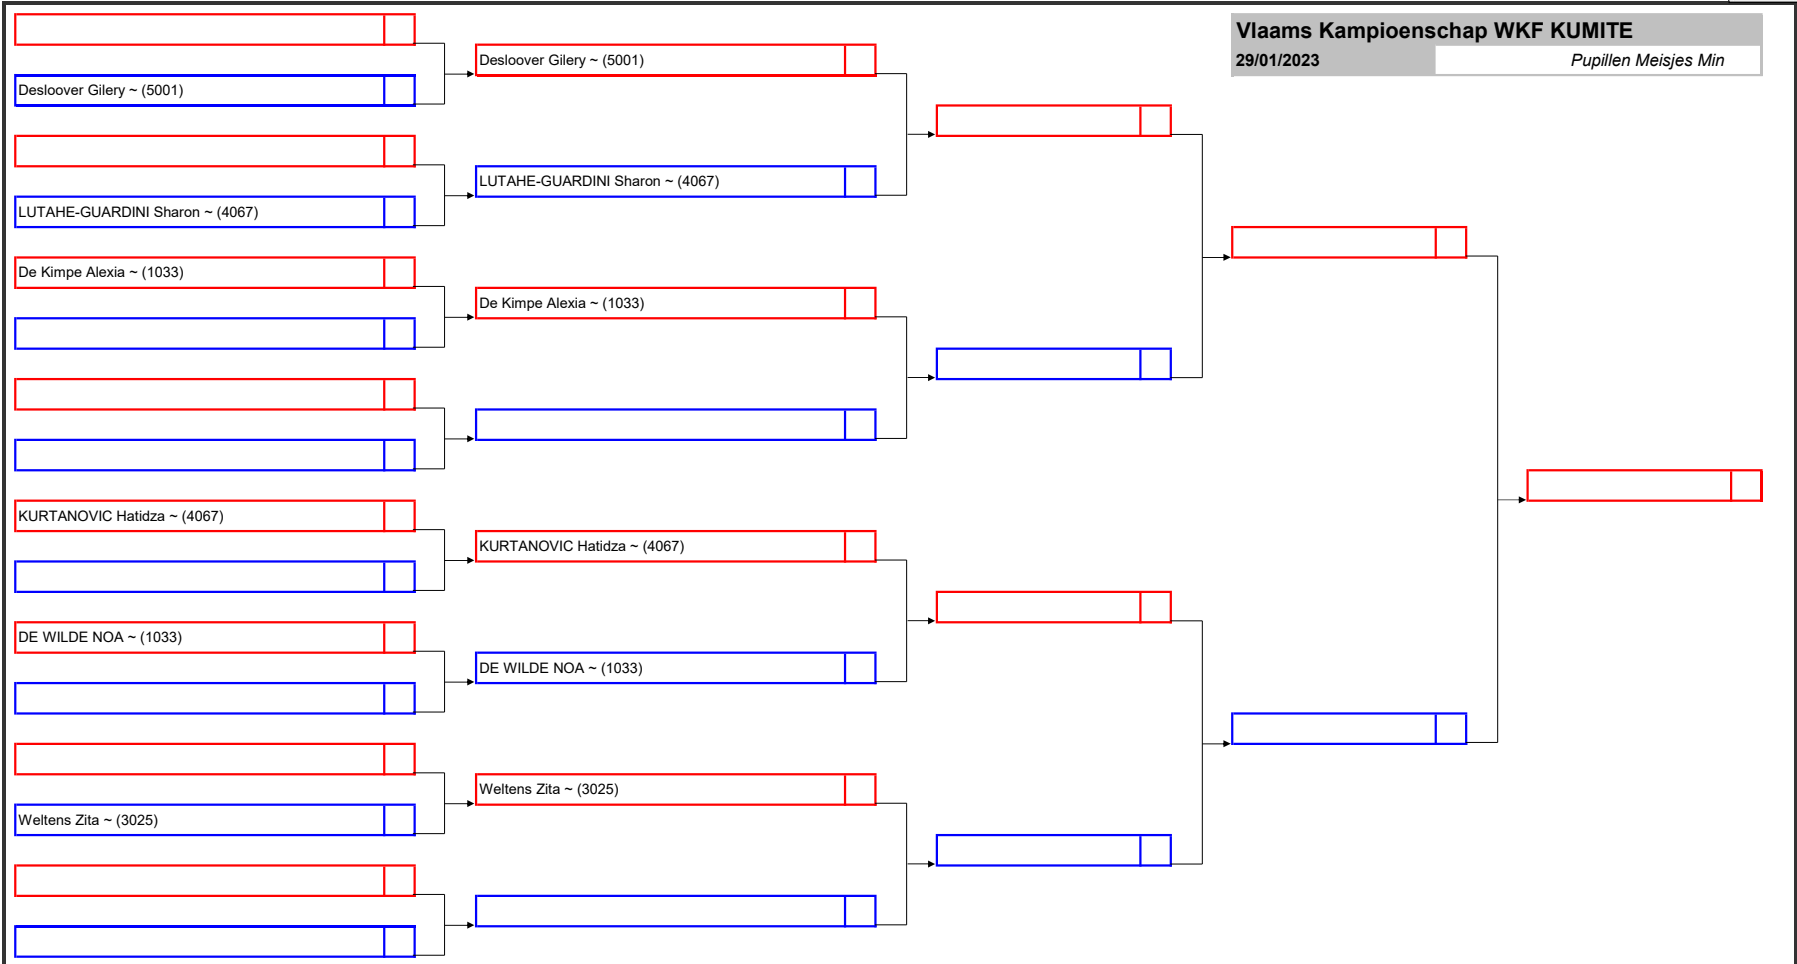 Vlaams Kampioenschap WKF KUMITE
29/01/2023
Pupillen Meisjes Min
Desloover Gilery ~ (5001)
Desloover Gilery ~ (5001)
LUTAHE-GUARDINI Sharon ~ (4067)
LUTAHE-GUARDINI Sharon ~ (4067)
De Kimpe Alexia ~ (1033)
De Kimpe Alexia ~ (1033)
KURTANOVIC Hatidza ~ (4067)
KURTANOVIC Hatidza ~ (4067)
DE WILDE NOA ~ (1033)
DE WILDE NOA ~ (1033)
Weltens Zita ~ (3025)
Weltens Zita ~ (3025)